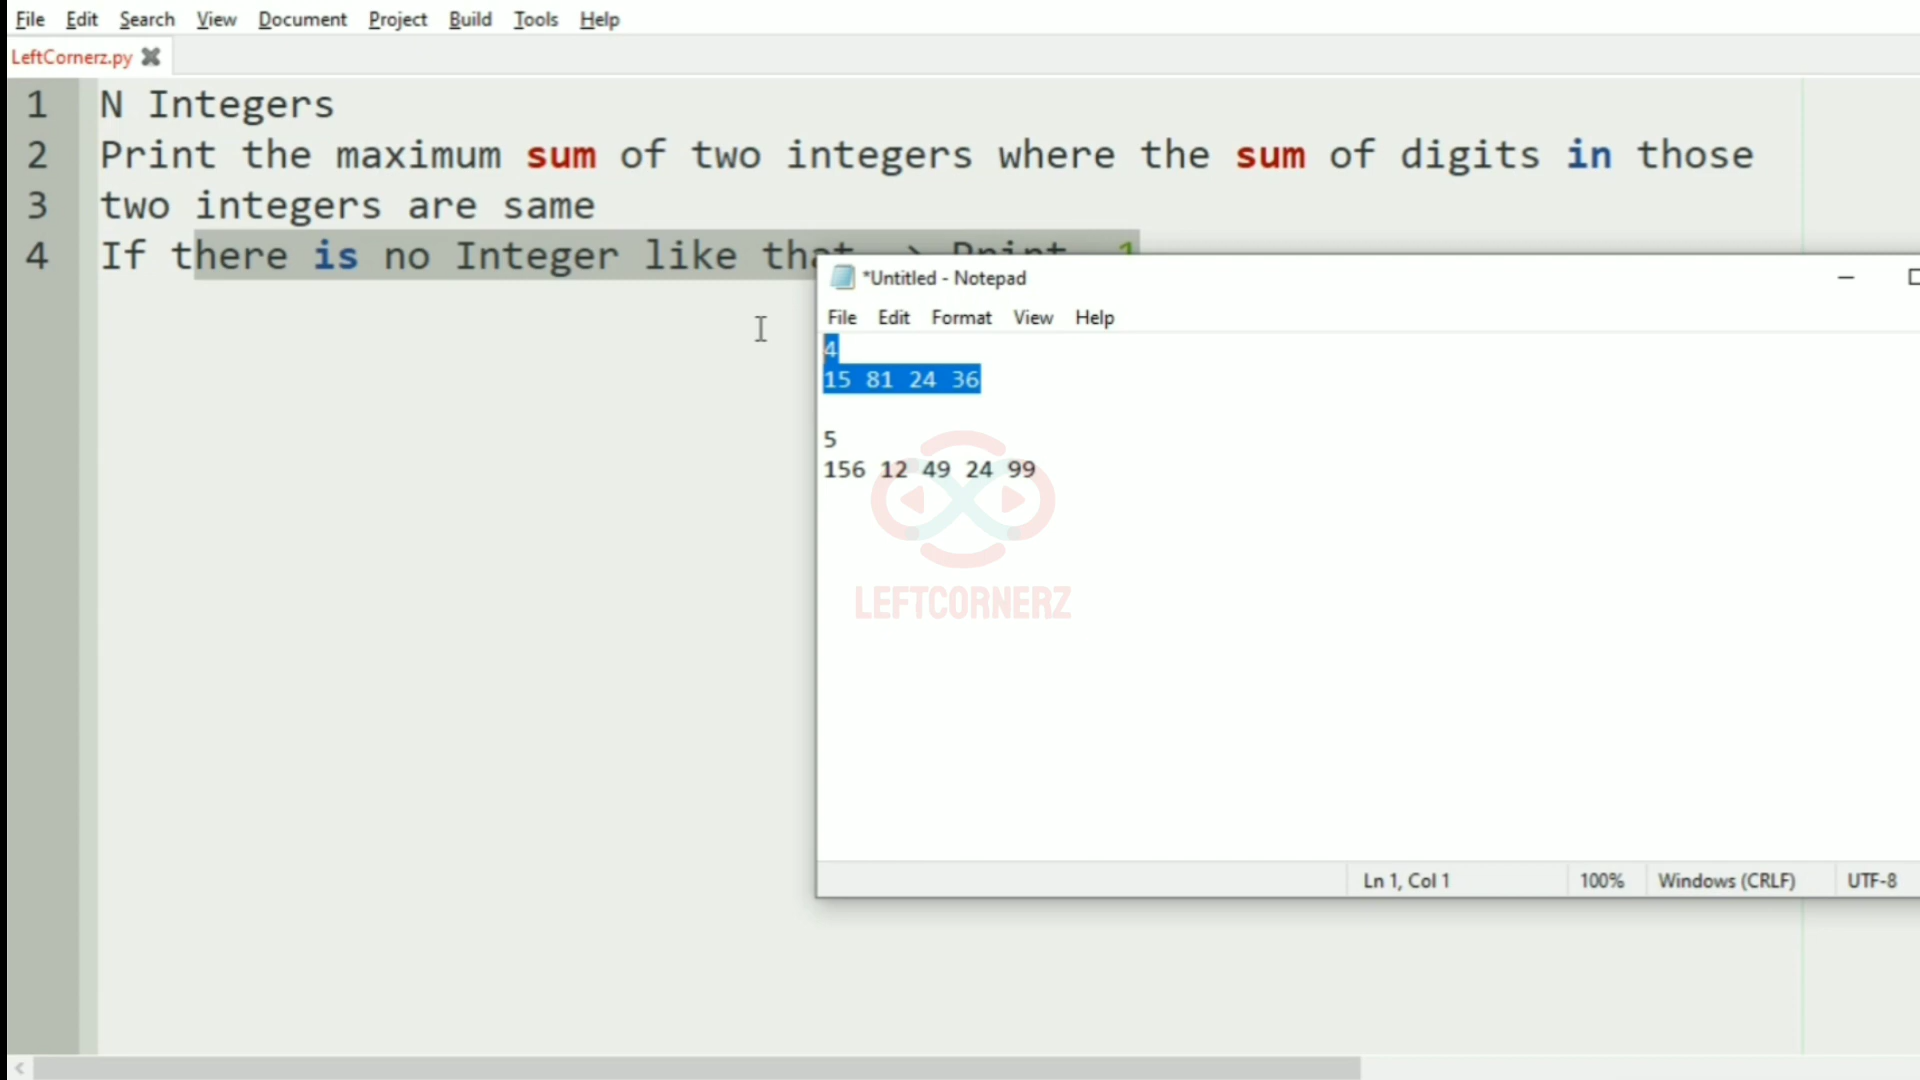 File Edit Search View Document Project Build Tools Help
LeftCornerz.py
1 N Integers
2 Print the maximum sum of two integers where the sum of digits in those
3 two integers are same
4 If there is no Integer like that -> Print -1
*Untitled - Notepad
File Edit Format View Help
4
15 81 24 36
5
156 12 49 24 99
LEFTCORNERZ
Ln 1, Col 1 100% Windows (CRLF) UTF-8